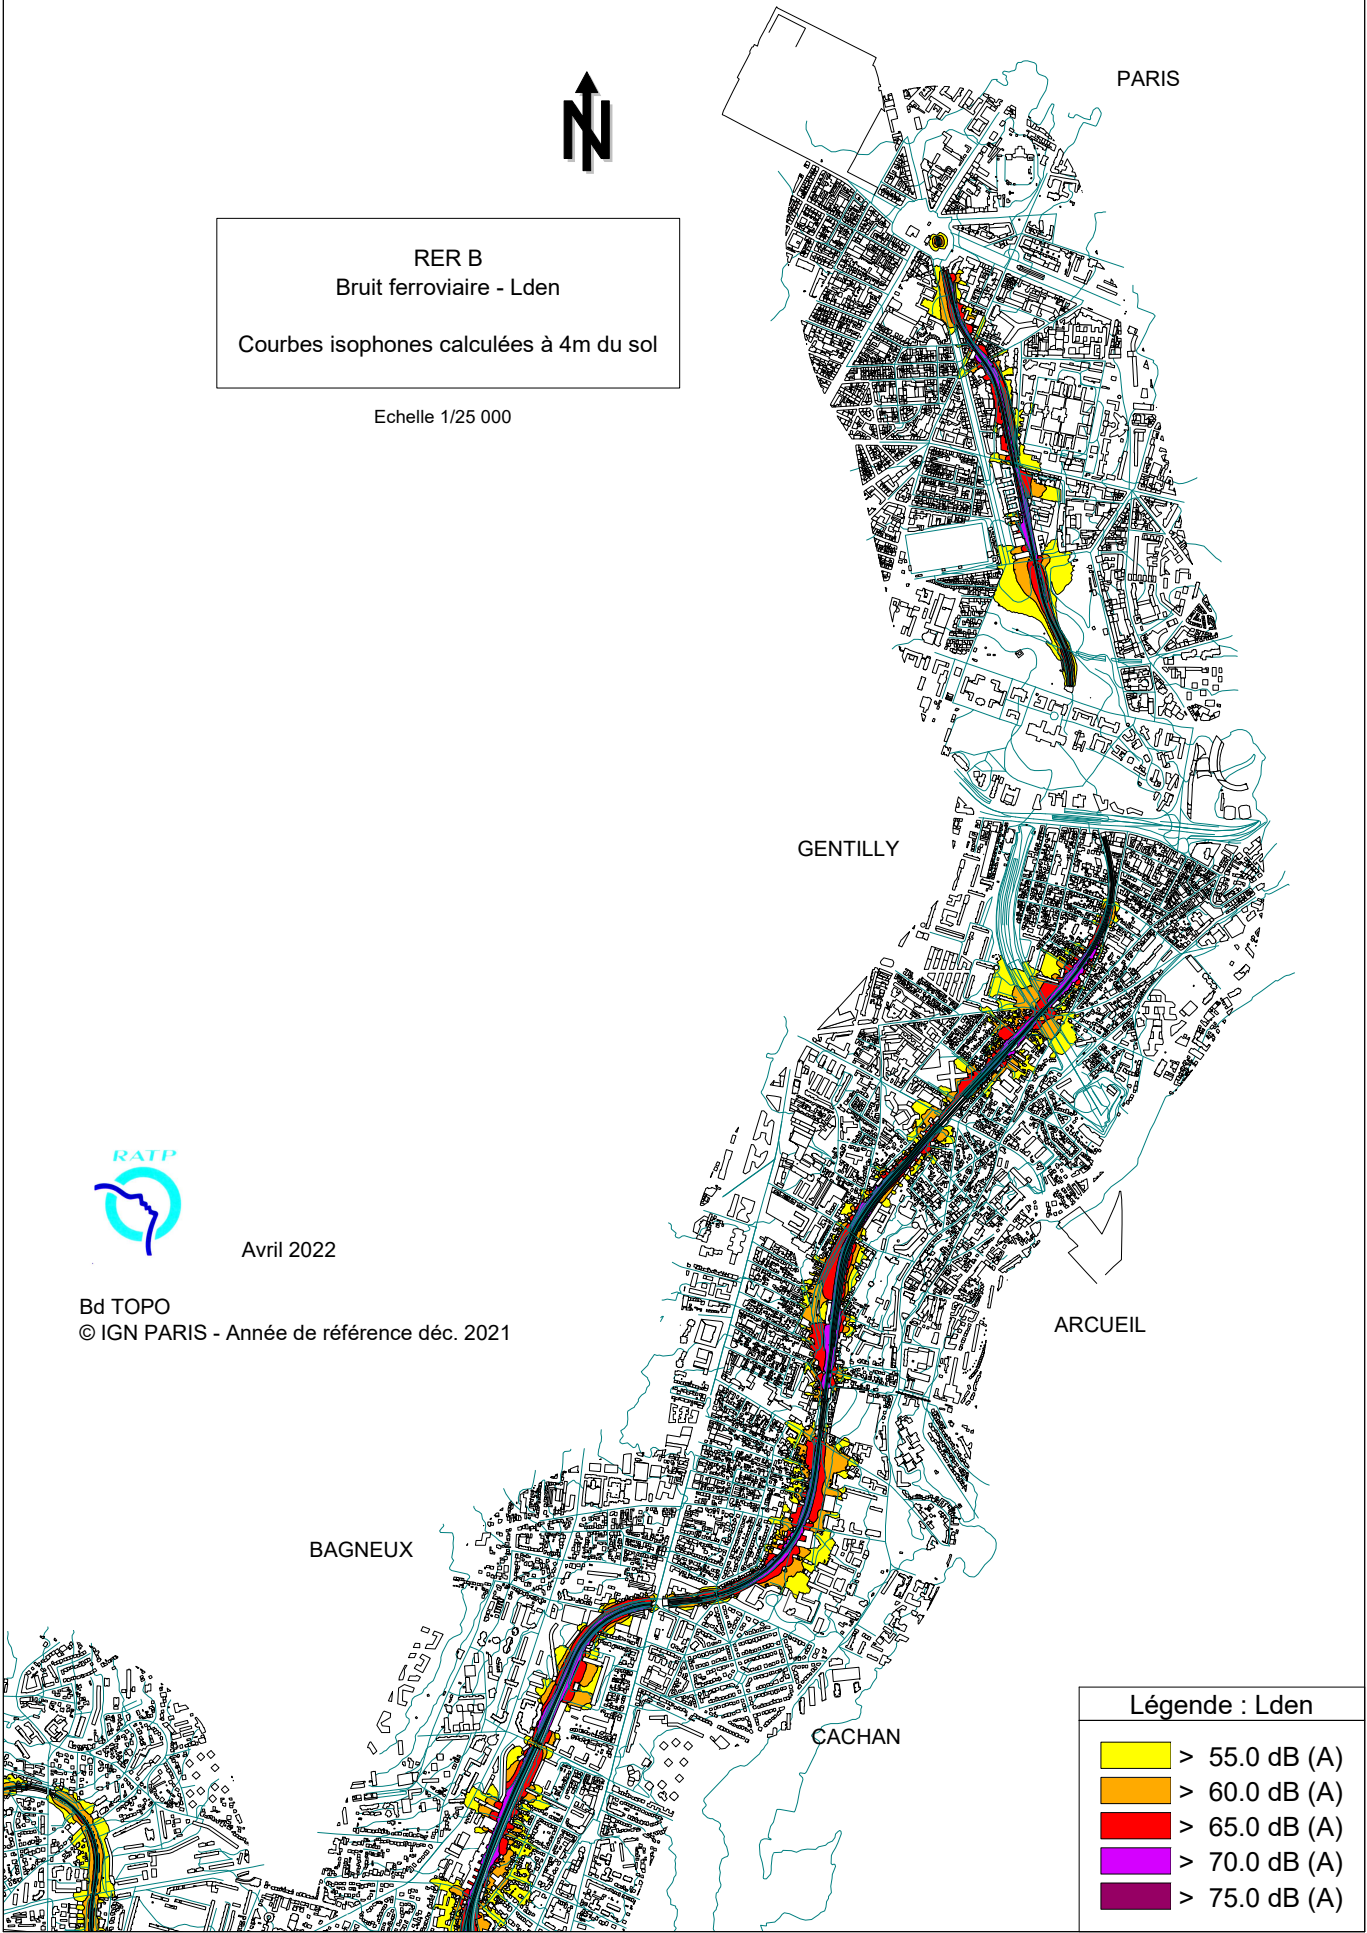 PARIS
N
RER B
Bruit ferroviaire - Lden
Courbes isophones calculées à 4m du sol
Echelle 1/25 000
GENTILLY
RATP
Avril 2022
Bd TOPO
© IGN PARIS - Année de référence déc. 2021
ARCUEIL
BAGNEUX
CACHAN
Légende : Lden
> 55.0 dB (A)
> 60.0 dB (A)
> 65.0 dB (A)
> 70.0 dB (A)
> 75.0 dB (A)